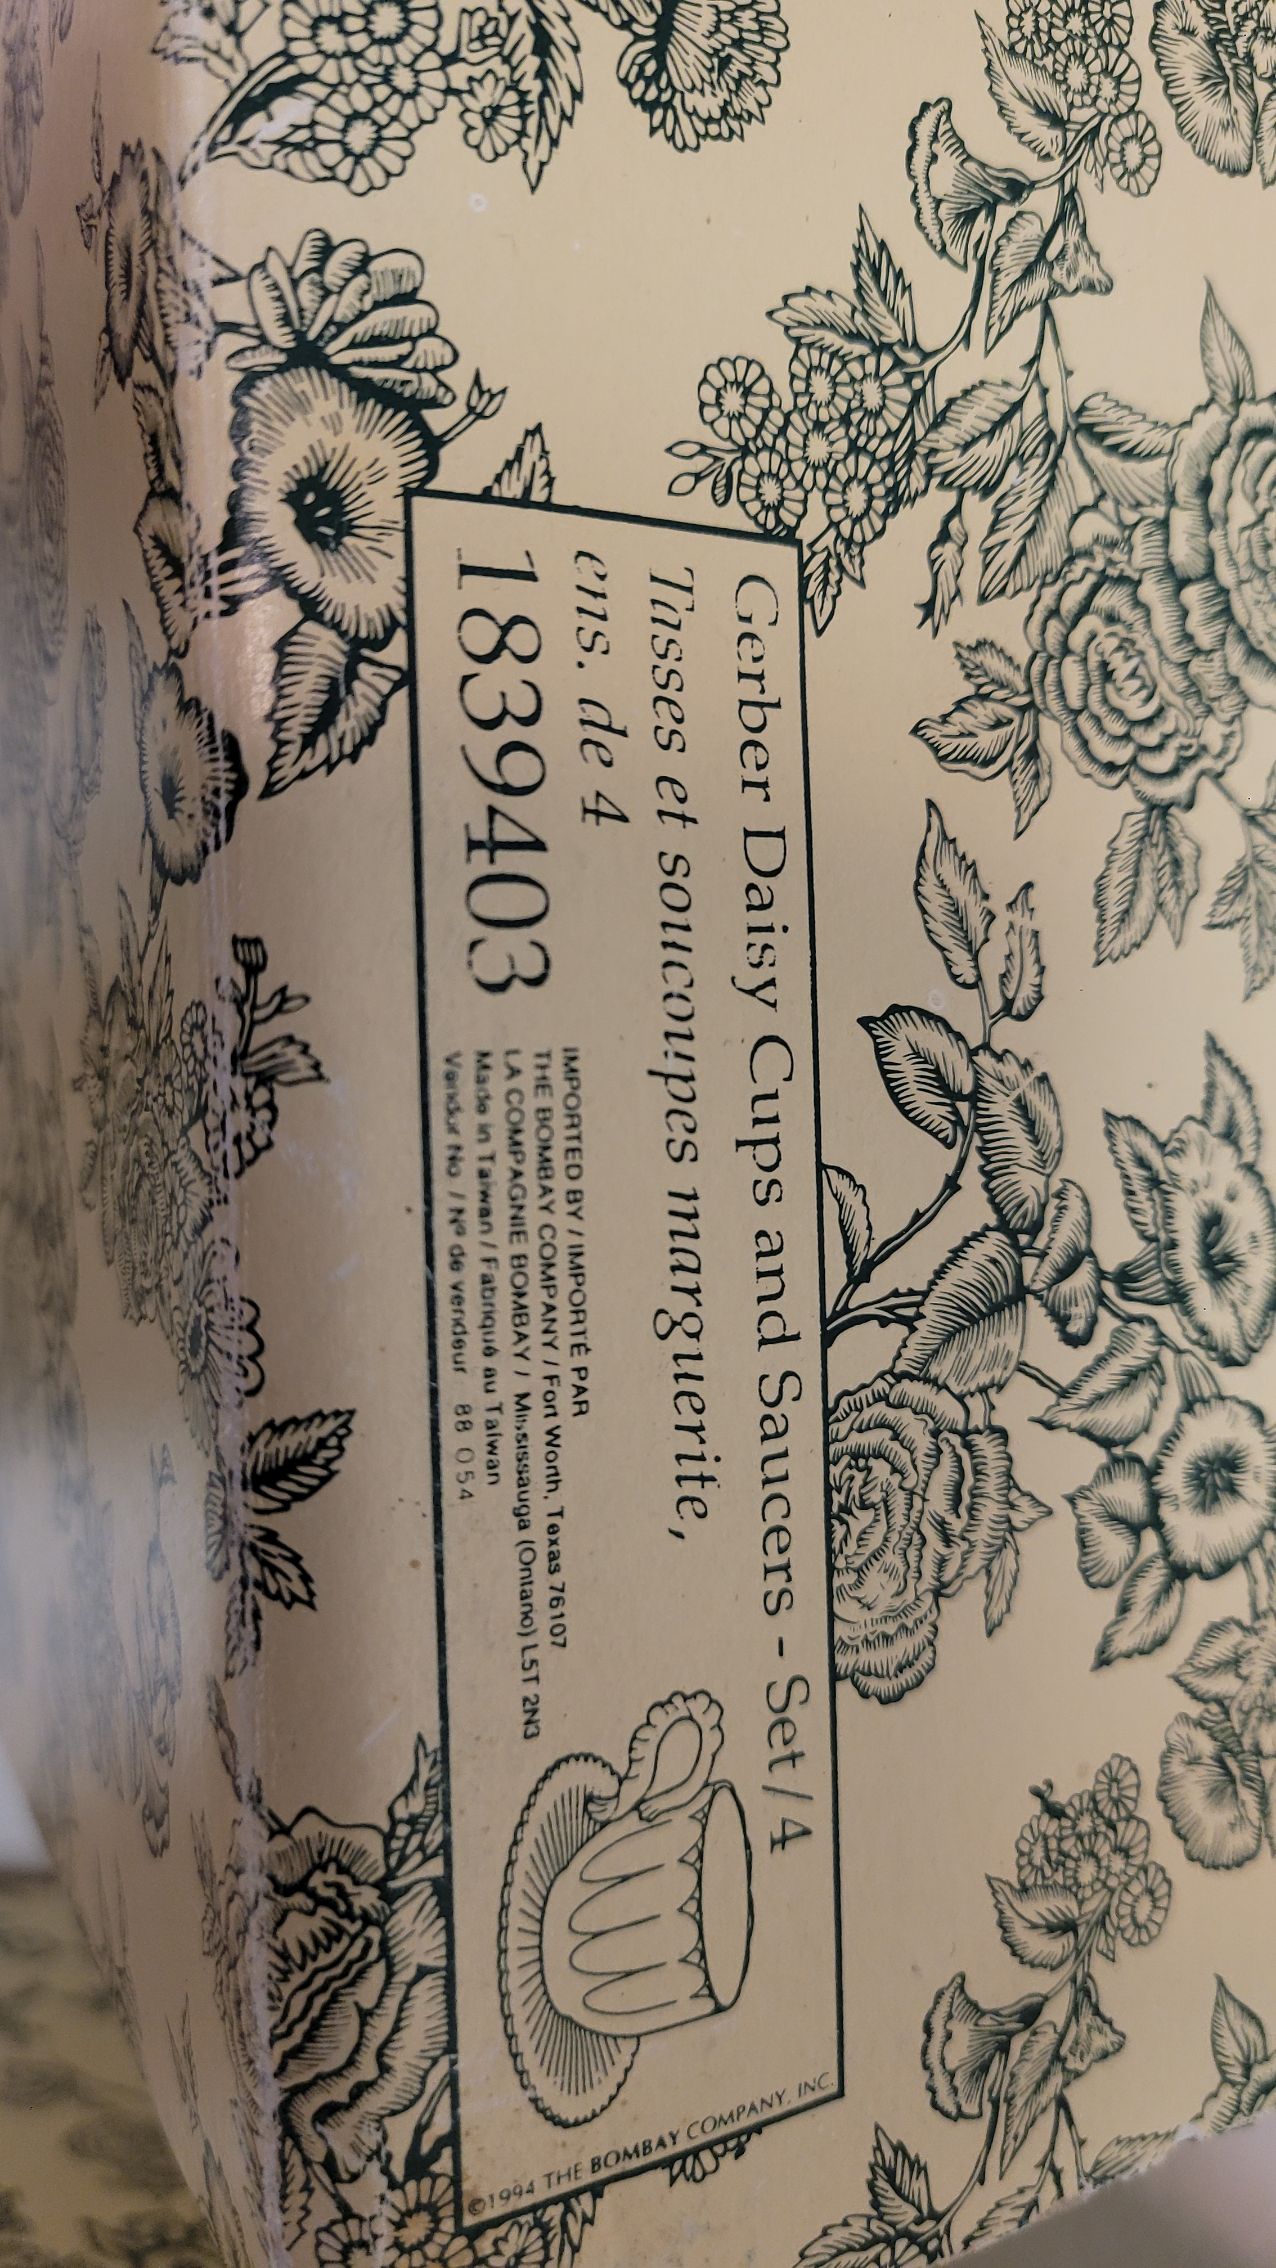 Gerber Daisy Cups and Saucers - Set/4
Tasses et soucoupes marguerite,
ens. de 4
1839403
IMPORTED BY / IMPORTÉ PAR
THE BOMBAY COMPANY / Fort Worth, Texas 76107
LA COMPAGNIE BOMBAY / Mississauga (Ontario) L5T 2N3
Made in Taiwan / Fabriqué au Taïwan
Vendor No / Nº de vendeur 88 054
©1994 THE BOMBAY COMPANY, INC.